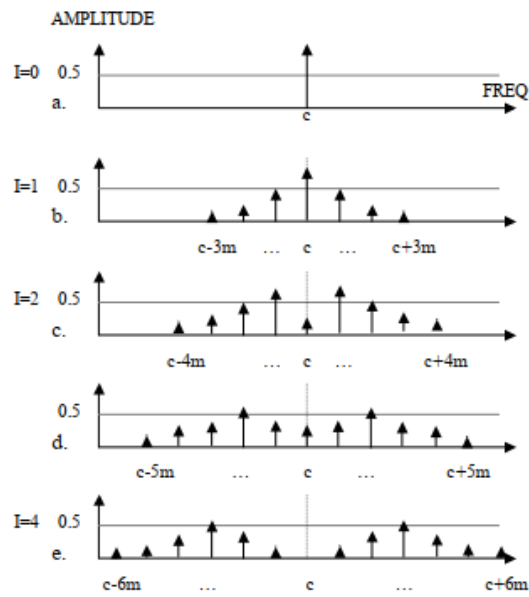 AMPLITUDE
I=0 0.5
FREQ
a.
c
I=1 0.5
b.
c-3m ... c ... c+3m
I=2 0.5
c.
c-4m ... c ... c+4m
0.5
d.
c-5m ... c ... c+5m
I=4 0.5
e.
c-6m ... c ... c+6m